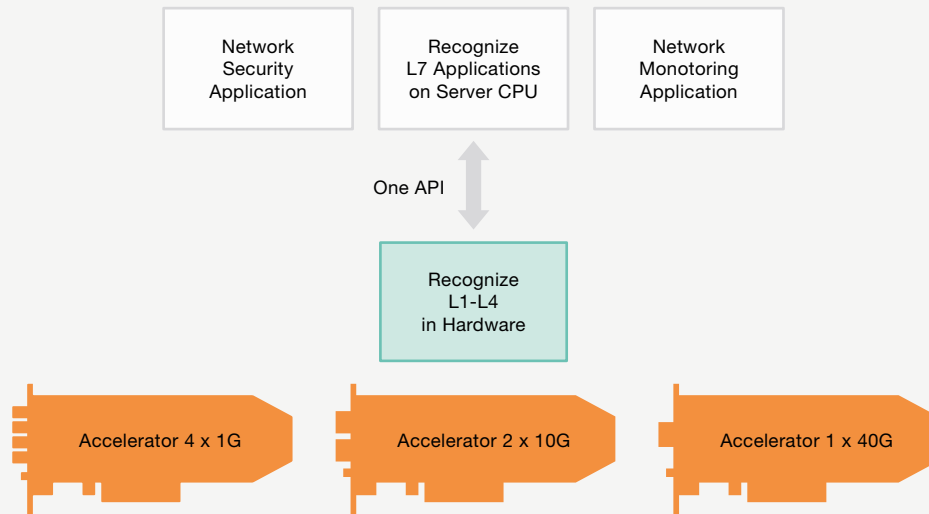 Network
Security
Application
Recognize
L7 Applications
on Server CPU
Network
Monotoring
Application
One API
Recognize
L1-L4
in Hardware
Accelerator 4 x 1G
Accelerator 2 x 10G
Accelerator 1 x 40G